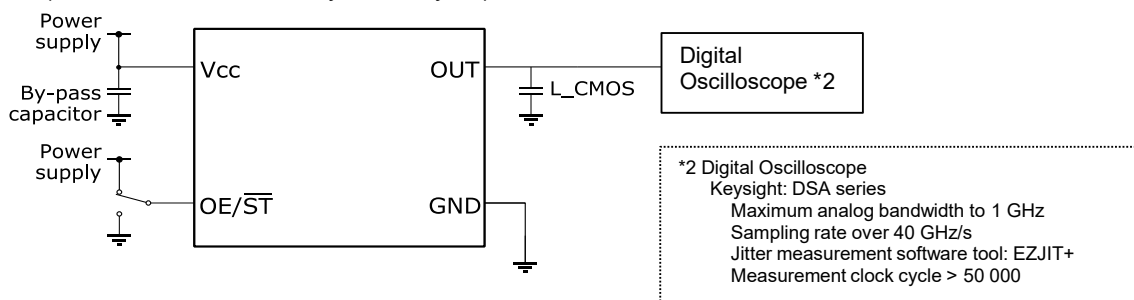 Power
supply
Vcc
By-pass
capacitor
Power
supply
OE/S̅T̅
OUT
L_CMOS
GND
Digital
Oscilloscope *2
*2 Digital Oscilloscope
Keysight: DSA series
Maximum analog bandwidth to 1 GHz
Sampling rate over 40 GHz/s
Jitter measurement software tool: EZJIT+
Measurement clock cycle > 50 000